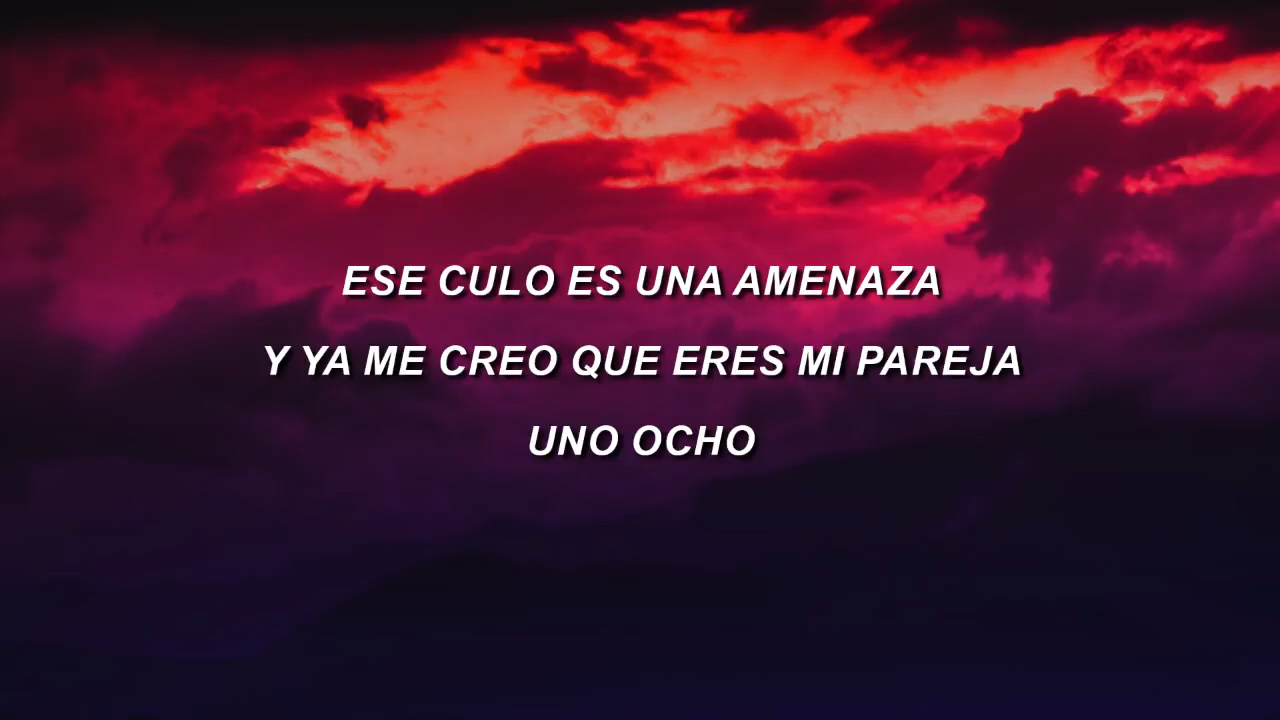 ESE CULO ES UNA AMENAZA
Y YA ME CREO QUE ERES MI PAREJA
UNO OCHO